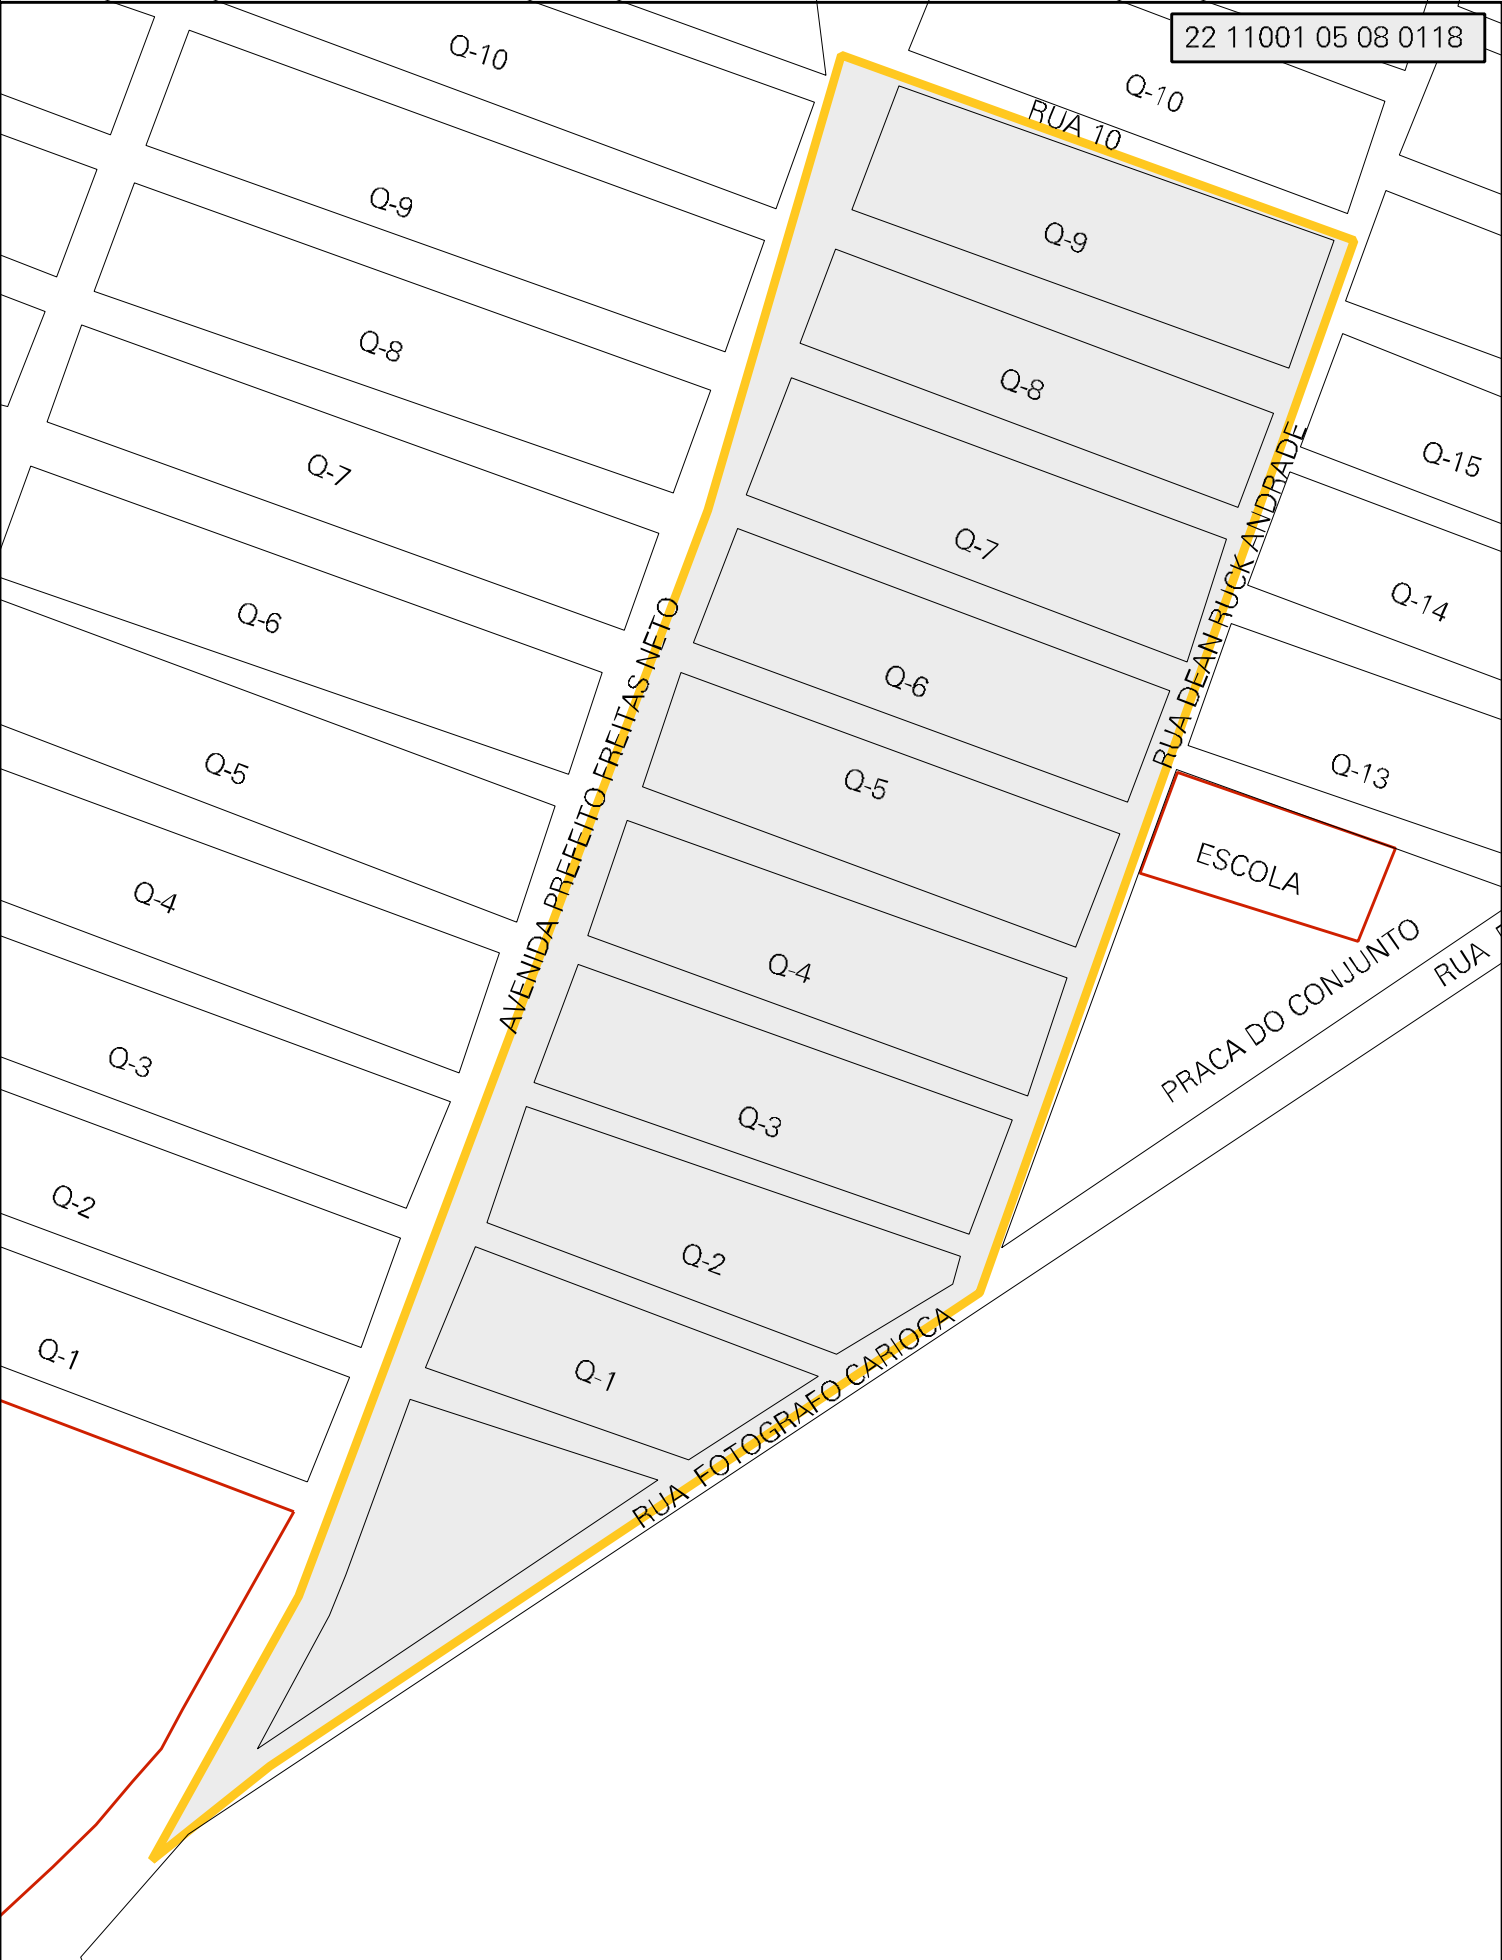 22 11001 05 08 0118
Q-10
Q-10
RUA 10
Q-9
Q-9
Q-8
Q-8
Q-15
Q-7
Q-7
Q-14
Q-6
Q-6
RUA DEAN RUCK ANDRADE
AVENIDA PREFEITO FREITAS NETO
Q-5
Q-5
Q-13
ESCOLA
Q-4
Q-4
PRACA DO CONJUNTO
RUA
Q-3
Q-3
Q-2
Q-2
Q-1
Q-1
RUA FOTOGRAFO CARIOCA